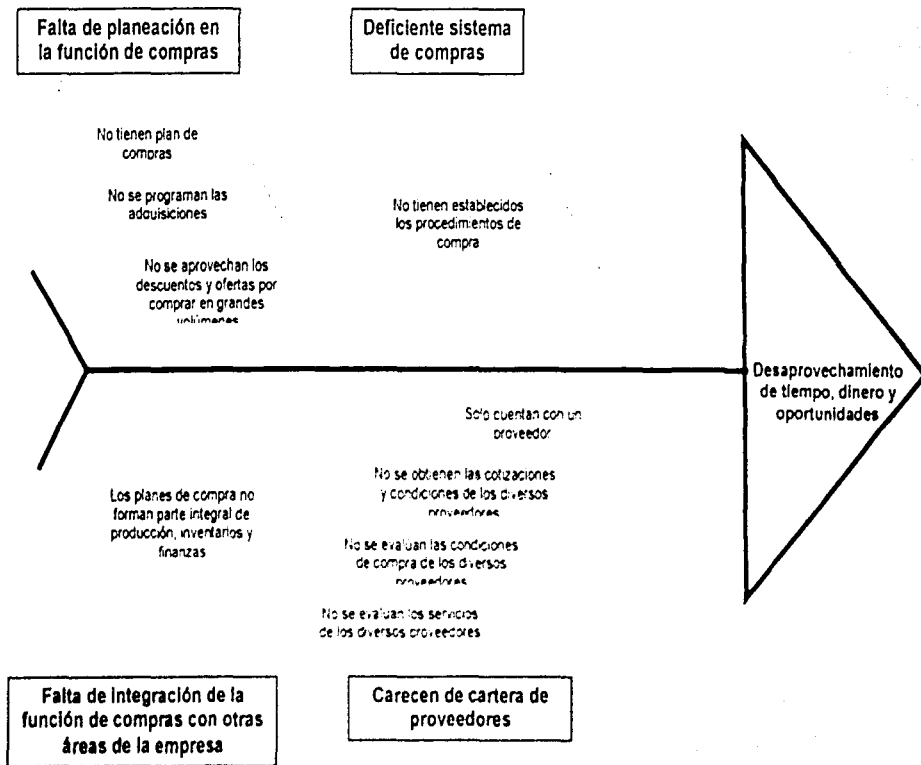 Falta de planeación en
la función de compras
Deficiente sistema
de compras
No tienen plan de
compras
No se programan las
adquisiciones
No se aprovechan los
descuentos y ofertas por
comprar en grandes
volúmenes
No tienen establecidos
los procedimientos de
compra
Desaprovechamiento
de tiempo, dinero y
oportunidades
Solo cuentan con un
proveedor
No se obtienen las cotizaciones
y condiciones de los diversos
proveedores
No se evalúan las condiciones
de compra de los diversos
proveedores
No se evalúan los servicios
de los diversos proveedores
Los planes de compra no
forman parte integral de
producción, inventarios y
finanzas
Falta de integración de la
función de compras con otras
áreas de la empresa
Carecen de cartera de
proveedores